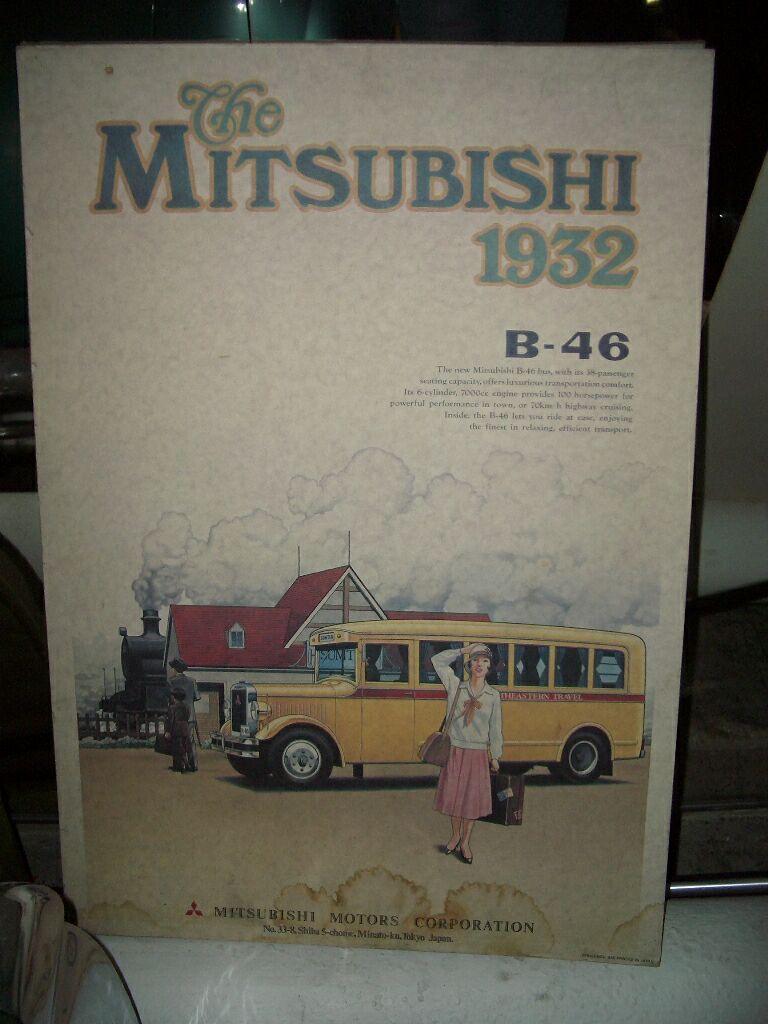 The
MITSUBISHI
1932
B-46
The new Mitsubishi B-46 bus, with its 38-passenger
seating capacity, offers luxurious transportation comfort.
Its 6-cylinder, 7000cc engine provides 100 horsepower for
powerful performance in town, or 70km/h highway cruising.
Inside, the B-46 lets you ride at ease, enjoying
the finest in relaxing, efficient transport.
THEASTERN TRAVEL
MITSUBISHI MOTORS CORPORATION
No. 33-8, Shiba 5-chome, Minato-ku, Tokyo Japan.